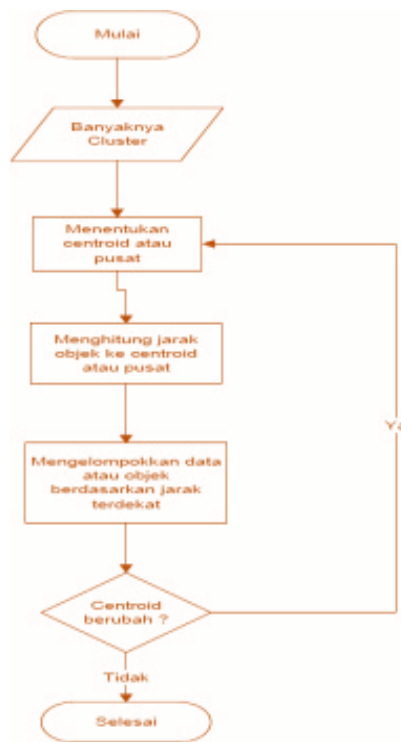 Mulai
Banyaknya
Cluster
Menentukan
centroid atau
pusat
Menghitung jarak
objek ke centroid
atau pusat
Mengelompokkan data
atau objek
berdasarkan jarak
terdekat
Centroid
berubah ?
Tidak
Selesai